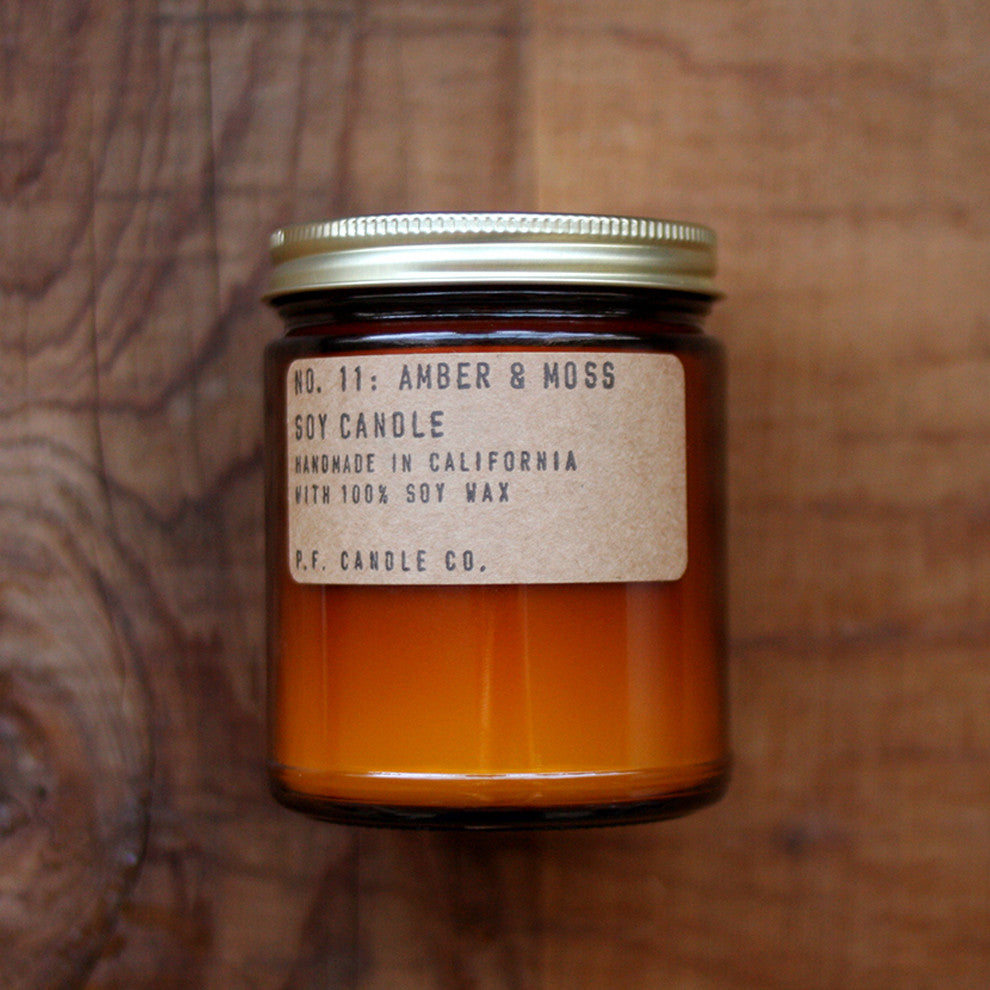 NO. 11: AMBER & MOSS
SOY CANDLE
HANDMADE IN CALIFORNIA
WITH 100% SOY WAX
P.F. CANDLE CO.